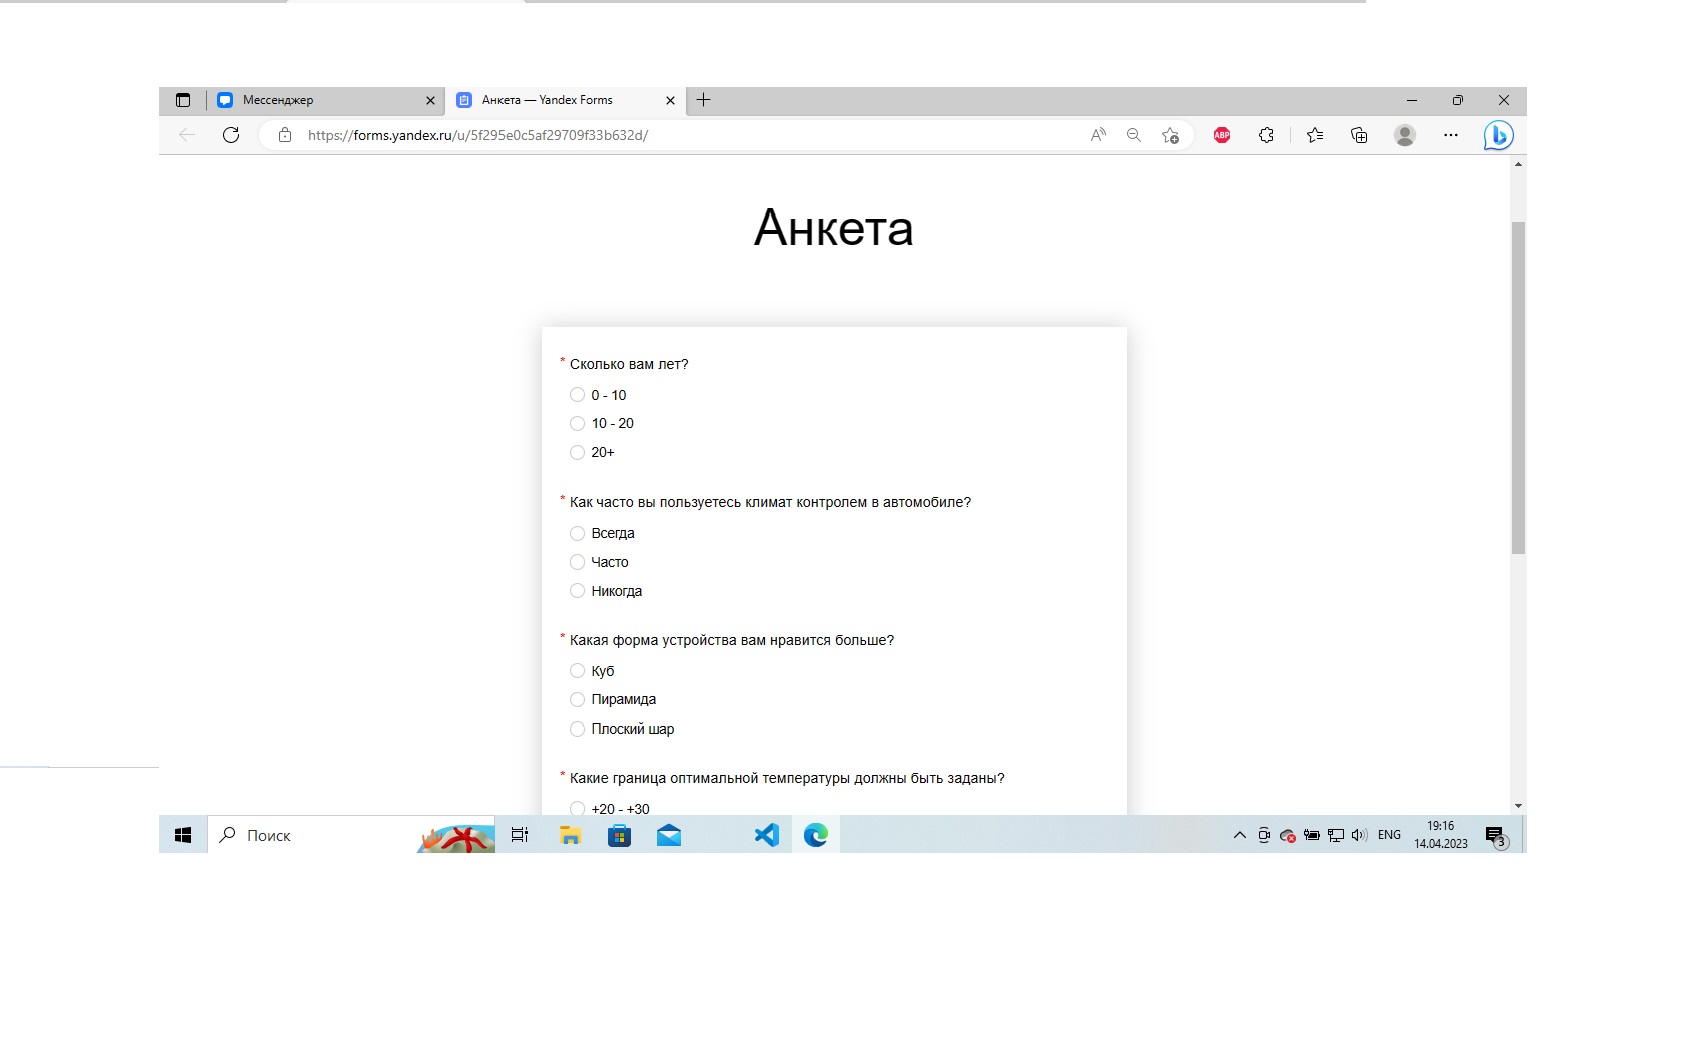 Мессенджер
Анкета — Yandex Forms
https://forms.yandex.ru/u/5f295e0c5af29709f33b632d/
ABP
Анкета
* Сколько вам лет?
0 - 10
10 - 20
20+
* Как часто вы пользуетесь климат контролем в автомобиле?
Всегда
Часто
Никогда
* Какая форма устройства вам нравится больше?
Куб
Пирамида
Плоский шар
* Какие граница оптимальной температуры должны быть заданы?
+20 - +30
Поиск
ENG
19:16
14.04.2023
3